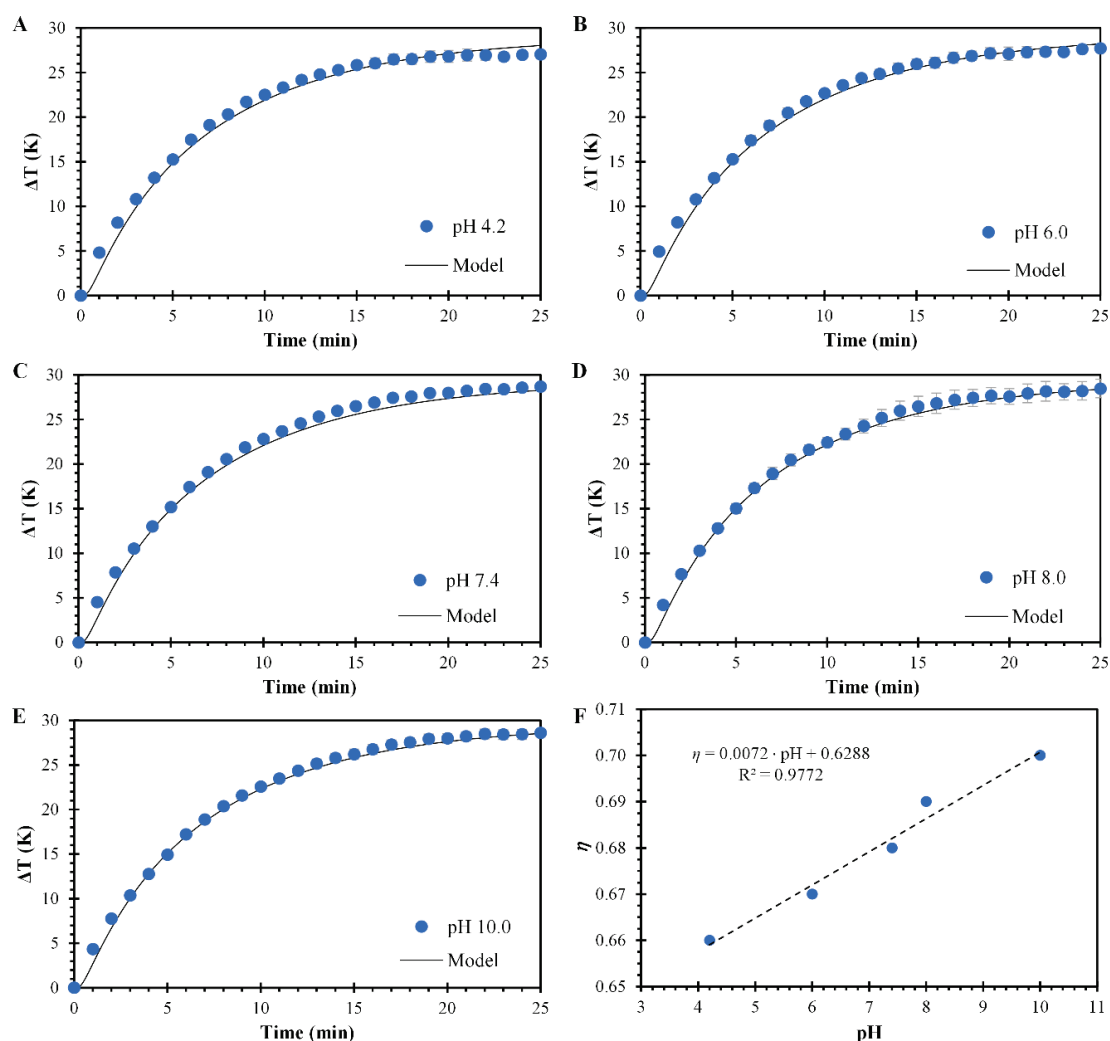 A
30
25
20
15
10
5
0
ΔT (K)
pH 4.2
Model
0 5 10 15 20 25
Time (min)
B
30
25
20
15
10
5
0
ΔT (K)
pH 6.0
Model
0 5 10 15 20 25
Time (min)
C
30
25
20
15
10
5
0
ΔT (K)
pH 7.4
Model
0 5 10 15 20 25
Time (min)
D
30
25
20
15
10
5
0
ΔT (K)
pH 8.0
Model
0 5 10 15 20 25
Time (min)
E
30
25
20
15
10
5
0
ΔT (K)
pH 10.0
Model
0 5 10 15 20 25
Time (min)
F
0.71
0.70
0.69
0.68
0.67
0.66
0.65
η
η = 0.0072 · pH + 0.6288
R² = 0.9772
3 4 5 6 7 8 9 10 11
pH